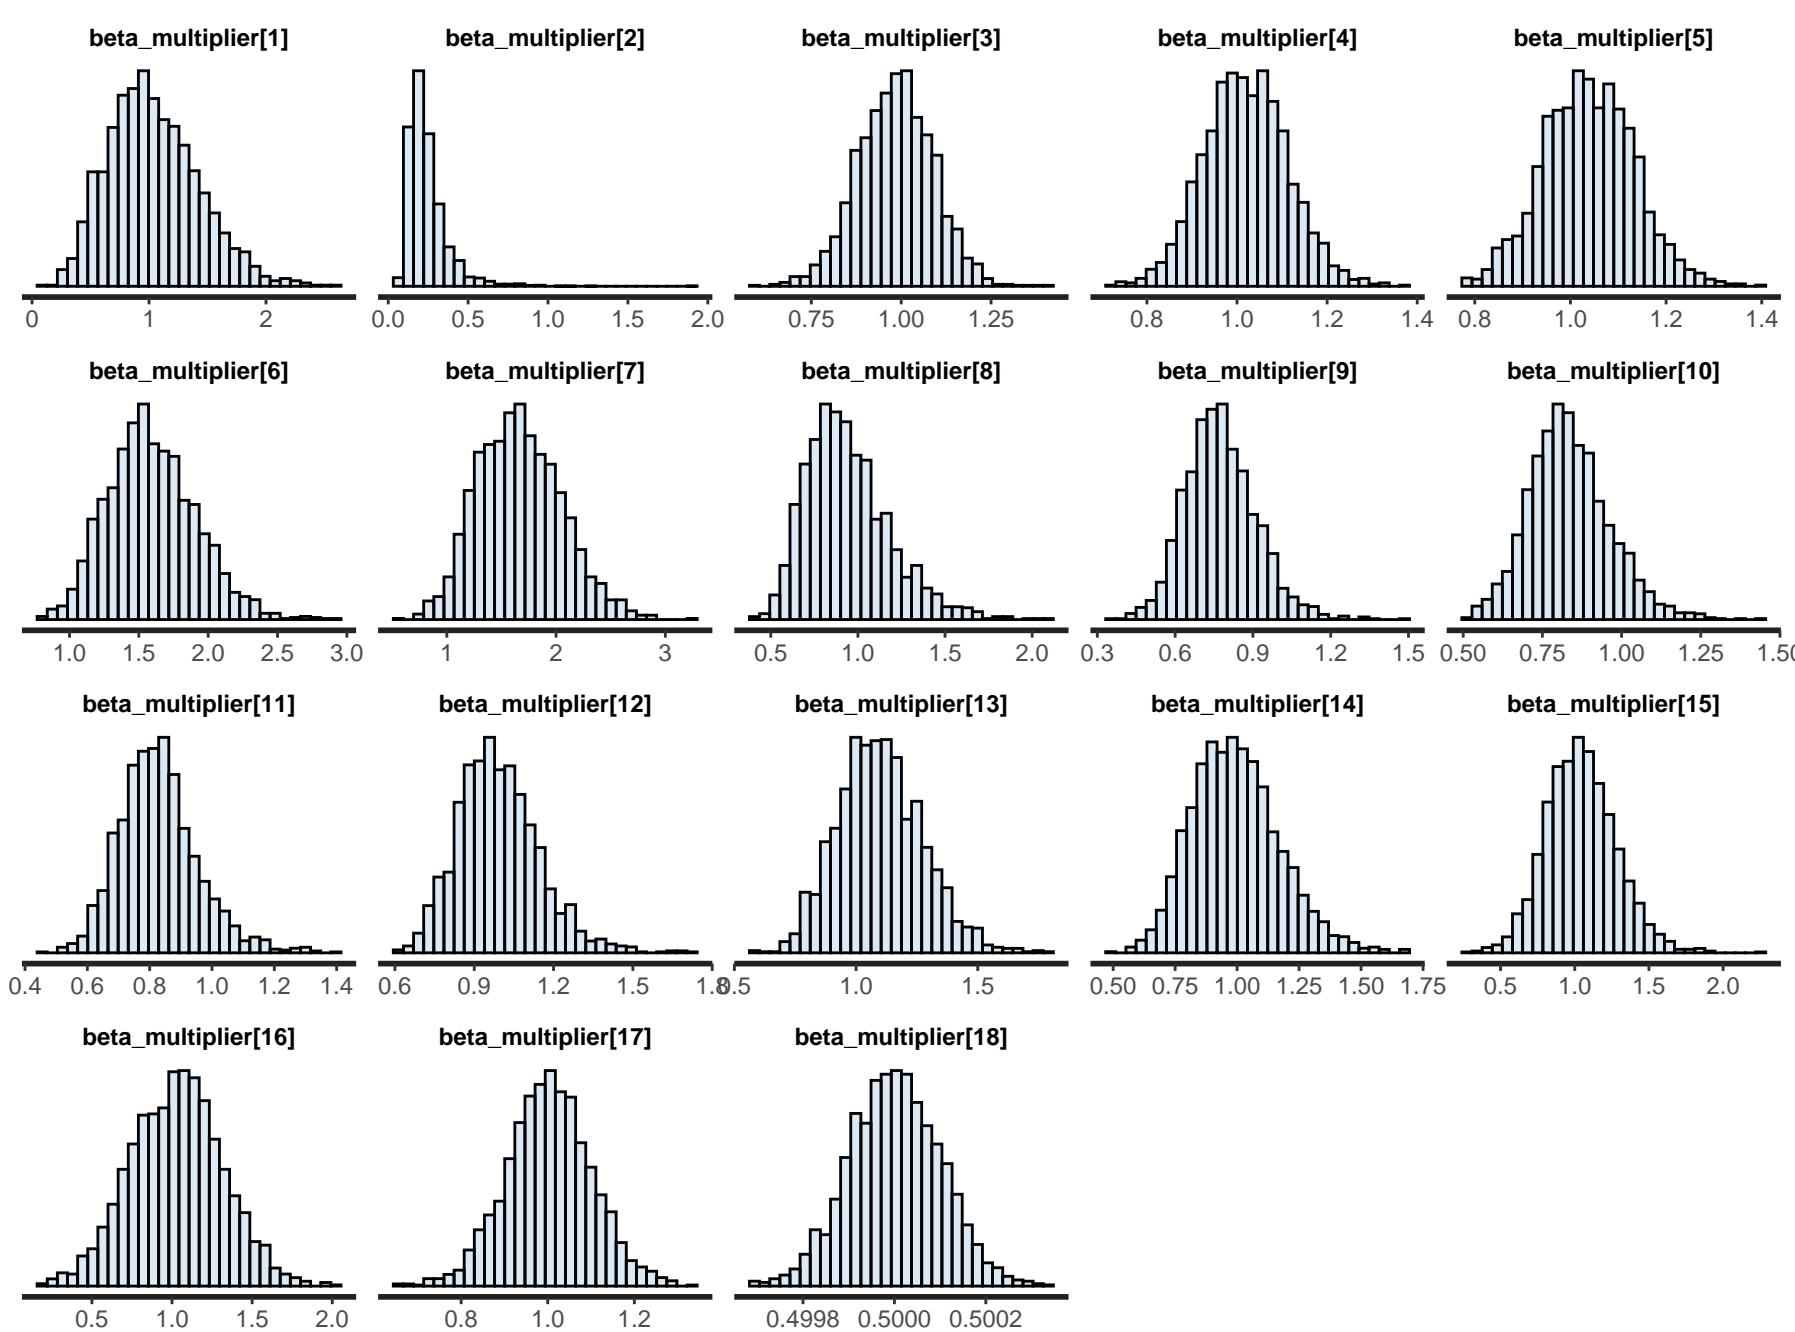 beta_multiplier[1] beta_multiplier[2] beta_multiplier[3] beta_multiplier[4] beta_multiplier[5]
0 1 2 0.0 0.5 1.0 1.5 2.0 0.75 1.00 1.25 0.8 1.0 1.2 1.4 0.8 1.0 1.2 1.4
beta_multiplier[6] beta_multiplier[7] beta_multiplier[8] beta_multiplier[9] beta_multiplier[10]
1.0 1.5 2.0 2.5 3.0 1 2 3 0.5 1.0 1.5 2.0 0.3 0.6 0.9 1.2 1.5 0.50 0.75 1.00 1.25 1.50
beta_multiplier[11] beta_multiplier[12] beta_multiplier[13] beta_multiplier[14] beta_multiplier[15]
0.4 0.6 0.8 1.0 1.2 1.4 0.6 0.9 1.2 1.5 1.8 0.5 1.0 1.5 0.50 0.75 1.00 1.25 1.50 1.75 0.5 1.0 1.5 2.0
beta_multiplier[16] beta_multiplier[17] beta_multiplier[18]
0.5 1.0 1.5 2.0 0.8 1.0 1.2 0.4998 0.5000 0.5002